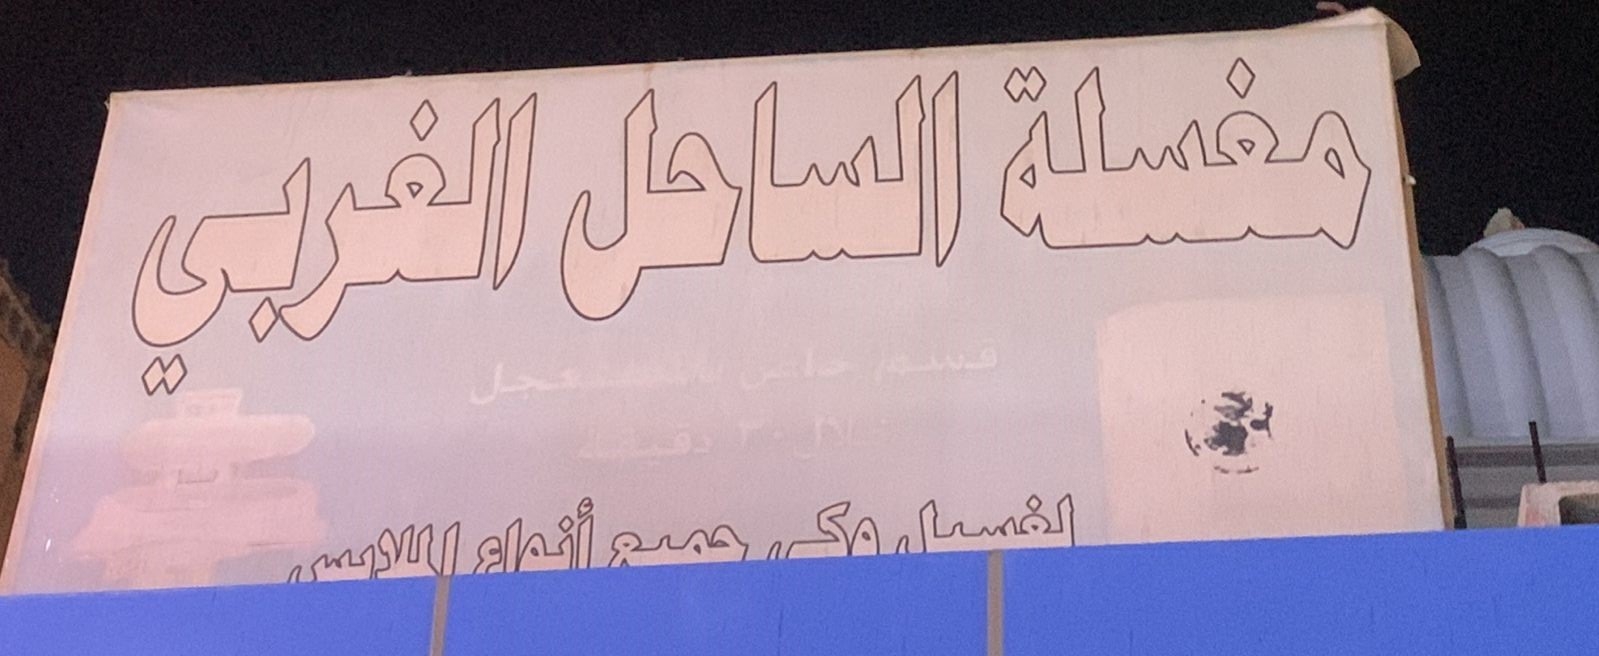 مغسلة الساحل الغربي
قسم خاص بالمستعجل
خلال ٣٠ دقيقة
لغسيل وكي جميع أنواع الملابس